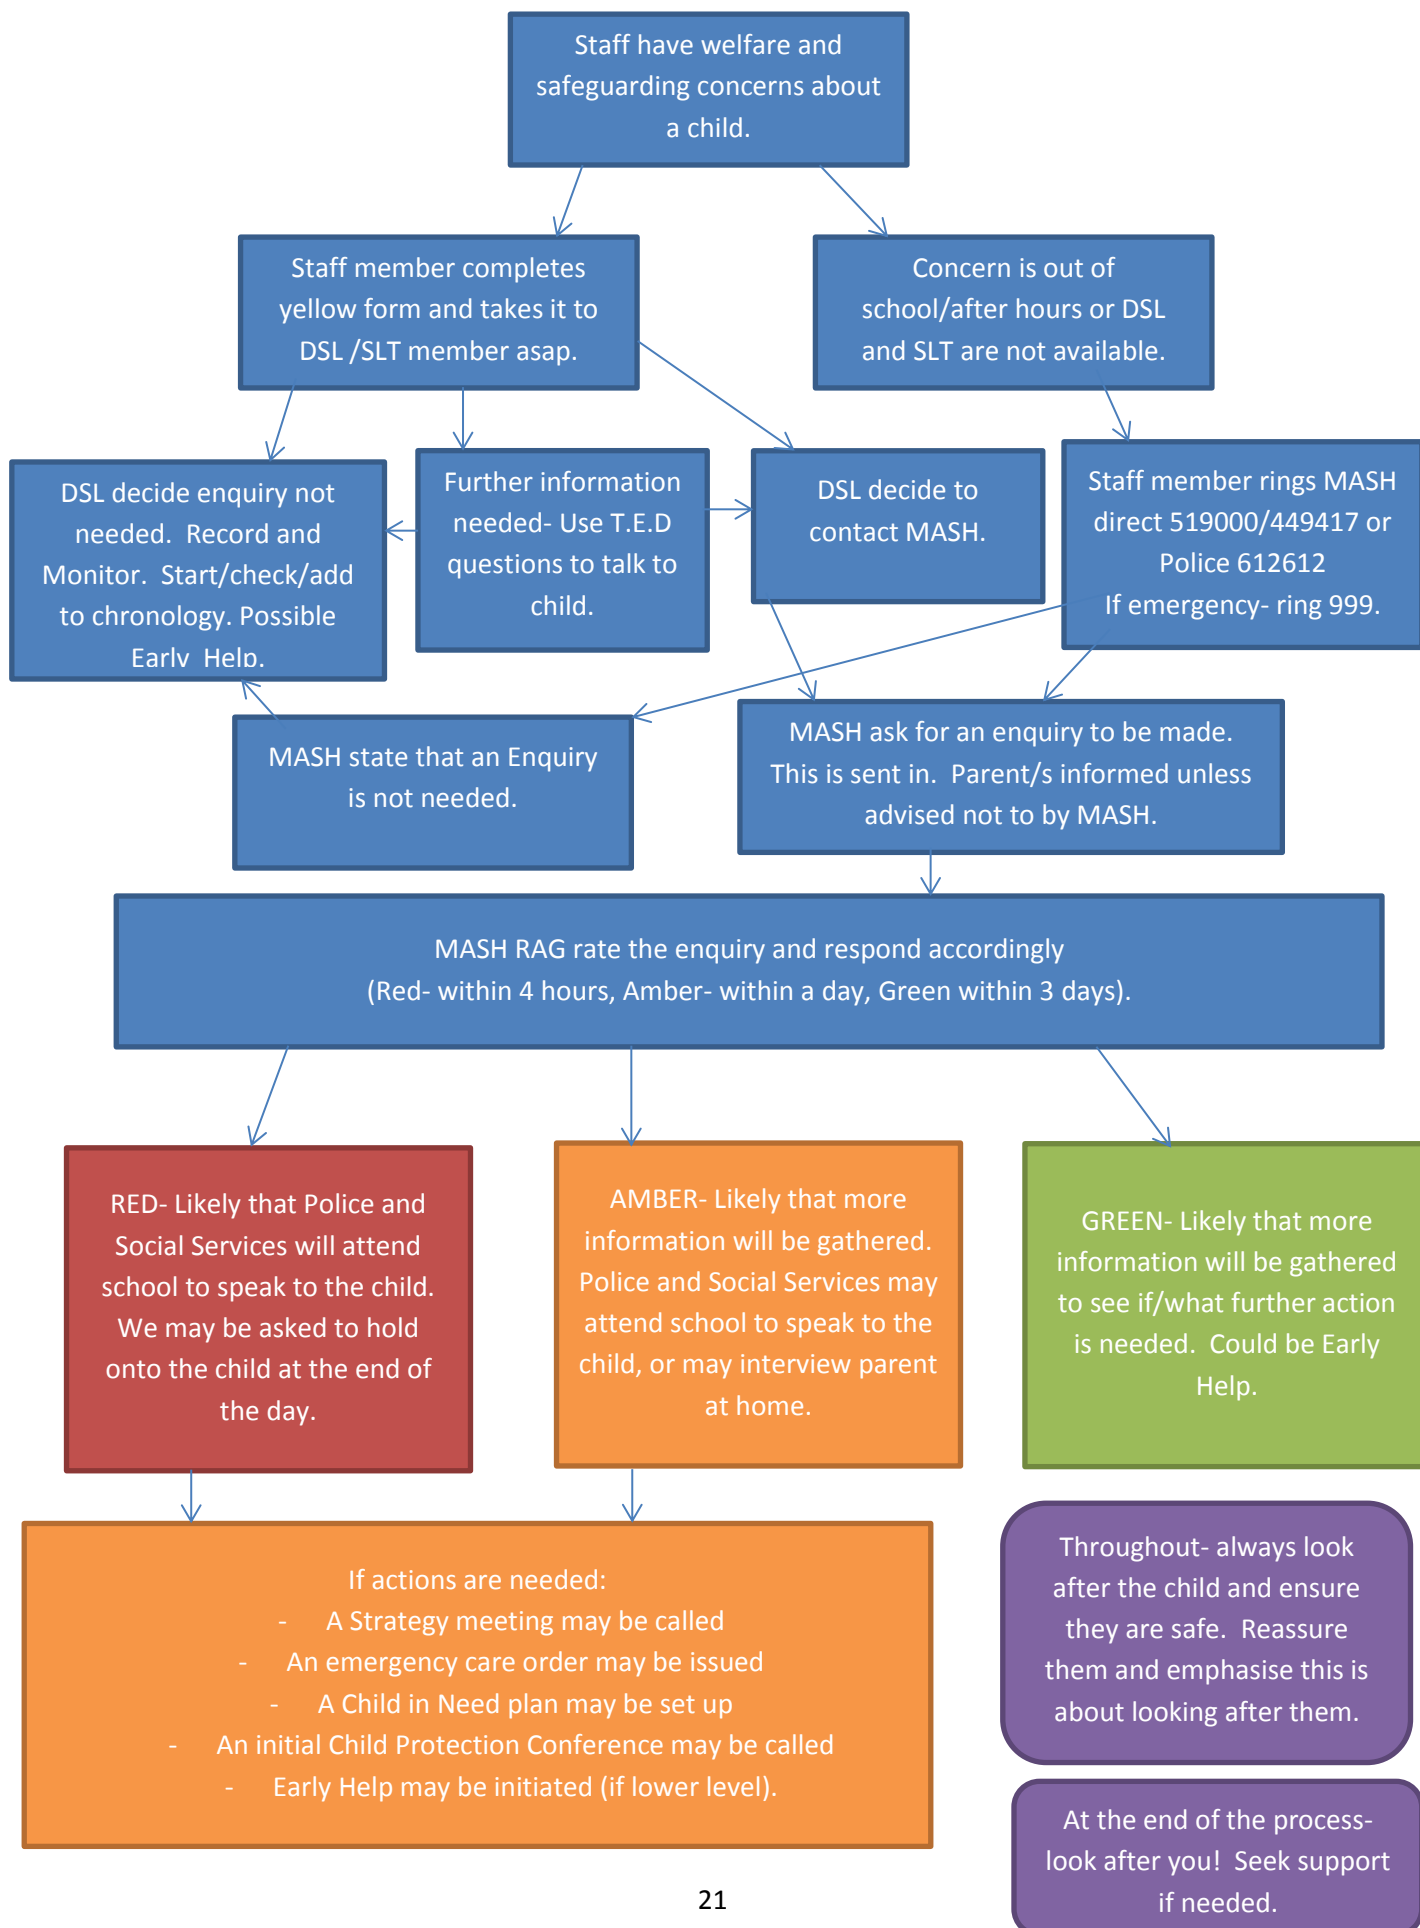 Staff have welfare and
safeguarding concerns about
a child.
Staff member completes
yellow form and takes it to
DSL /SLT member asap.
Concern is out of
school/after hours or DSL
and SLT are not available.
DSL decide enquiry not
needed.  Record and
Monitor.  Start/check/add
to chronology. Possible
Early  Help.
Further information
needed- Use T.E.D
questions to talk to
child.
DSL decide to
contact MASH.
Staff member rings MASH
direct 519000/449417 or
Police 612612
If emergency- ring 999.
MASH state that an Enquiry
is not needed.
MASH ask for an enquiry to be made.
This is sent in.  Parent/s informed unless
advised not to by MASH.
MASH RAG rate the enquiry and respond accordingly
(Red- within 4 hours, Amber- within a day, Green within 3 days).
RED- Likely that Police and
Social Services will attend
school to speak to the child.
We may be asked to hold
onto the child at the end of
the day.
AMBER- Likely that more
information will be gathered.
Police and Social Services may
attend school to speak to the
child, or may interview parent
at home.
GREEN- Likely that more
information will be gathered
to see if/what further action
is needed.  Could be Early
Help.
If actions are needed:
- A Strategy meeting may be called
- An emergency care order may be issued
- A Child in Need plan may be set up
- An initial Child Protection Conference may be called
- Early Help may be initiated (if lower level).
Throughout- always look
after the child and ensure
they are safe.  Reassure
them and emphasise this is
about looking after them.
At the end of the process-
look after you!  Seek support
if needed.
21